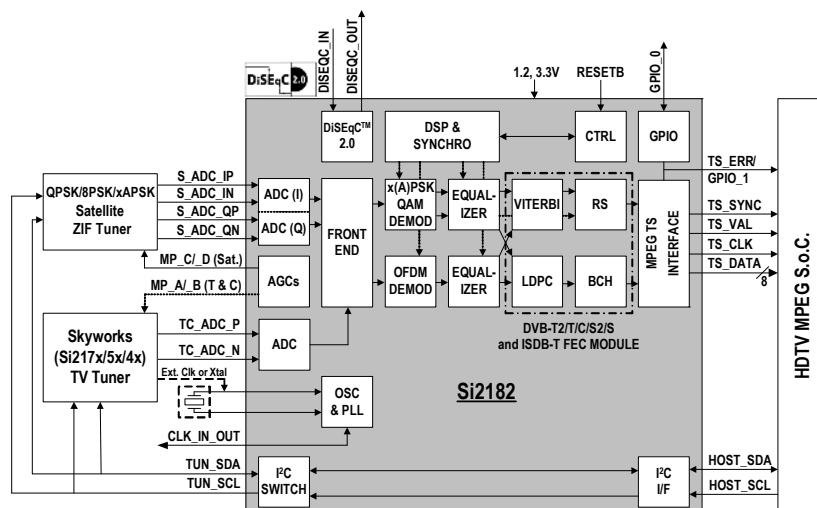 DiSEqC 2.0
DISEQC_IN
DISEQC_OUT
1.2, 3.3V
RESETB
GPIO_0
DiSEqC™
2.0
DSP &
SYNCHRO
CTRL
GPIO
TS_ERR/
GPIO_1
QPSK/8PSK/xAPSK
Satellite
ZIF Tuner
S_ADC_IP
S_ADC_IN
S_ADC_QP
S_ADC_QN
ADC (I)
ADC (Q)
FRONT
END
x(A)PSK
QAM
DEMOD
EQUAL-
IZER
VITERBI
RS
MPEG TS
INTERFACE
TS_SYNC
TS_VAL
TS_CLK
TS_DATA
8
HDTV MPEG S.o.C.
MP_C/_D (Sat.)
AGCs
MP_A/_B (T & C)
OFDM
DEMOD
EQUAL-
IZER
LDPC
BCH
DVB-T2/T/C/S2/S
and ISDB-T FEC MODULE
Skyworks
(Si217x/5x/4x)
TV Tuner
TC_ADC_P
TC_ADC_N
ADC
Ext. Clk or Xtal
OSC
& PLL
Si2182
CLK_IN_OUT
TUN_SDA
TUN_SCL
I²C
SWITCH
I²C
I/F
HOST_SDA
HOST_SCL